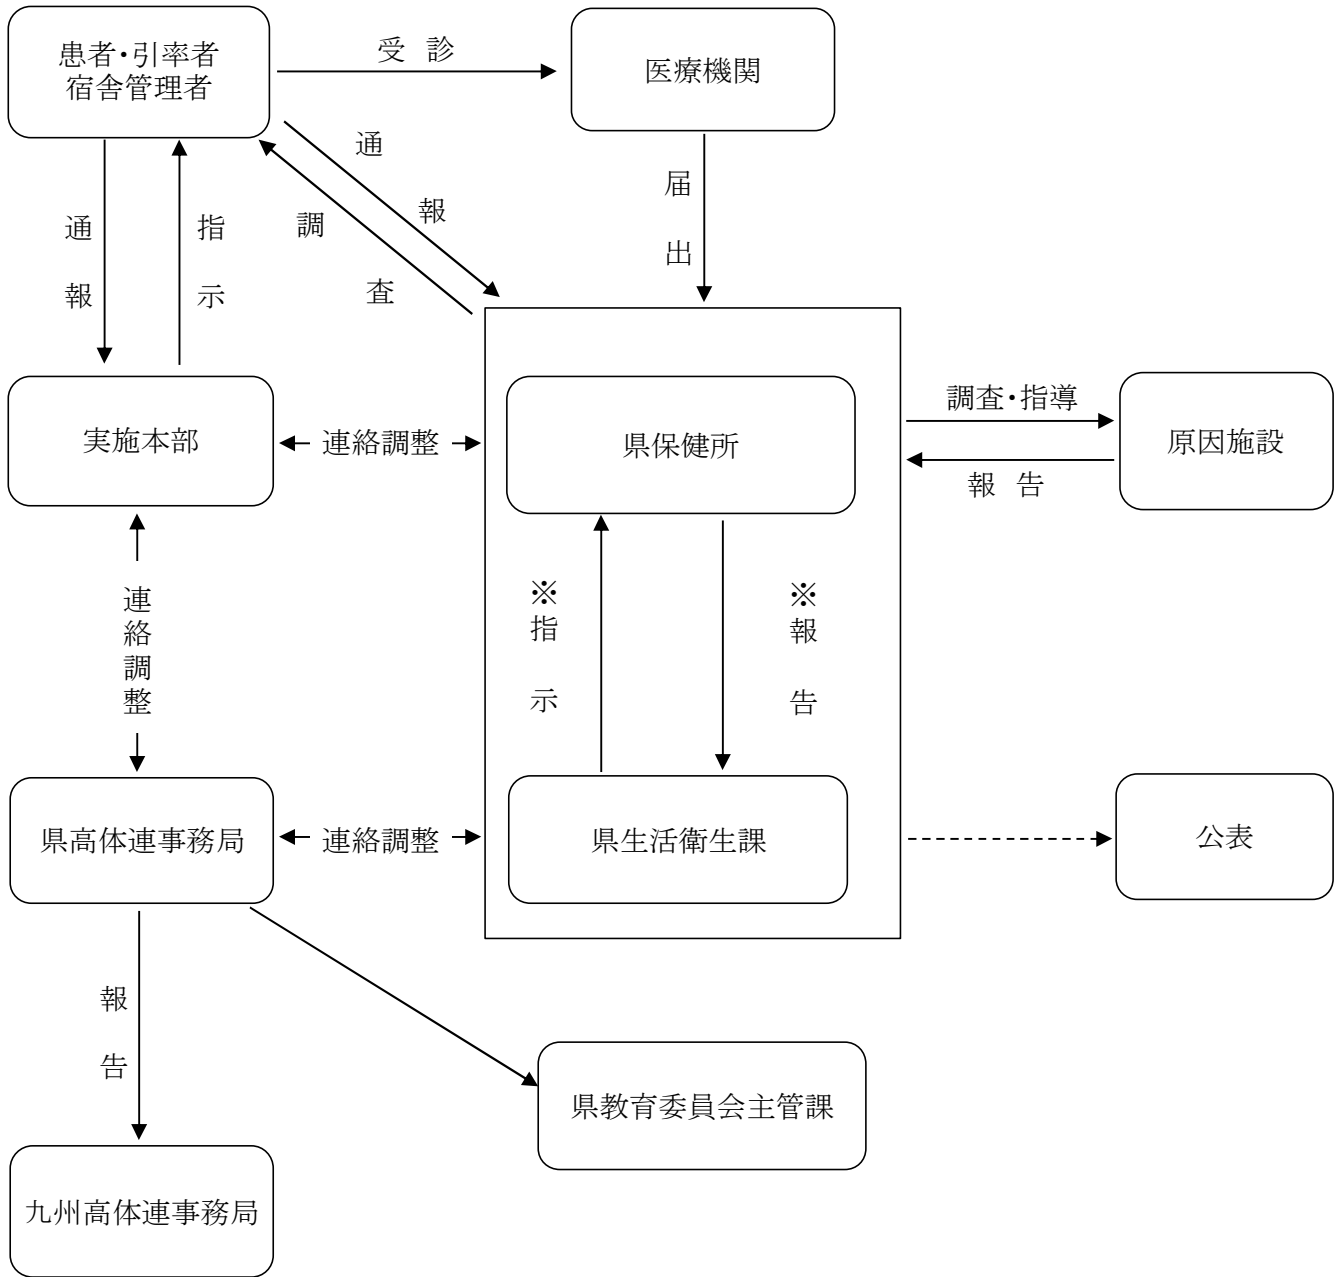 患者・引率者
宿舎管理者
受 診
医療機関
通報
指示
通報
調査
届出
実施本部
連絡調整
県保健所
調査・指導
報 告
原因施設
連絡調整
※指示
※報告
県高体連事務局
連絡調整
県生活衛生課
公表
報告
県教育委員会主管課
九州高体連事務局